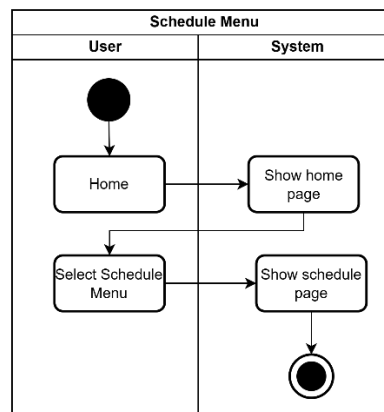 Schedule Menu
User
System
Home
Show home
page
Select Schedule
Menu
Show schedule
page